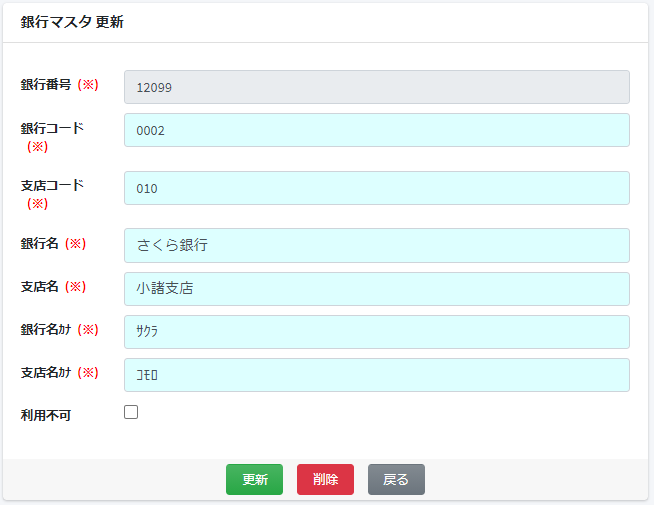 銀行マスタ 更新
銀行番号 (※)
12099
銀行コード
(※)
0002
支店コード
(※)
010
銀行名 (※)
さくら銀行
支店名 (※)
小諸支店
銀行名ｶﾅ (※)
ｻｸﾗ
支店名ｶﾅ (※)
ｺﾓﾛ
利用不可
更新 削除 戻る